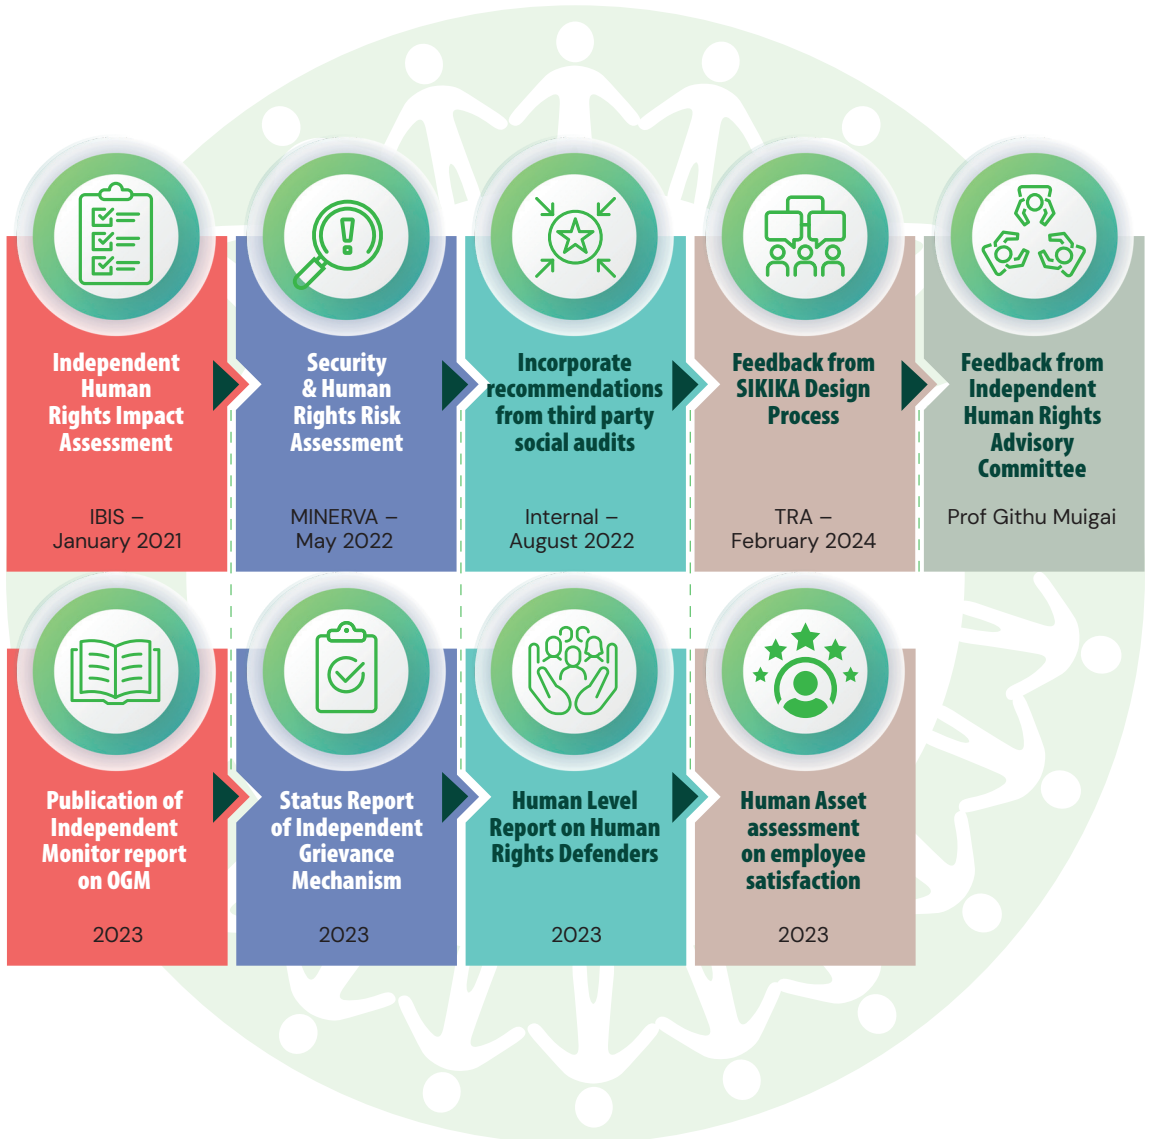 Independent
Human
Rights Impact
Assessment
IBIS –
January 2021
Security
& Human
Rights Risk
Assessment
MINERVA –
May 2022
Incorporate
recommendations
from third party
social audits
Internal –
August 2022
Feedback from
SIKIKA Design
Process
TRA –
February 2024
Feedback from
Independent
Human Rights
Advisory
Committee
Prof Githu Muigai
Publication of
Independent
Monitor report
on OGM
2023
Status Report
of Independent
Grievance
Mechanism
2023
Human Level
Report on Human
Rights Defenders
2023
Human Asset
assessment
on employee
satisfaction
2023